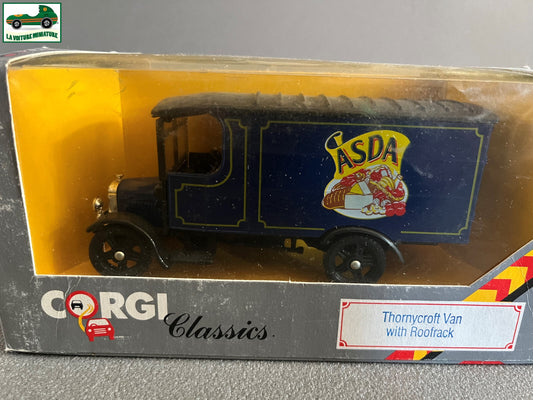 LA VOITURE MINIATURE
ASDA
CORGI
Classics
Thornycroft Van
with Roofrack